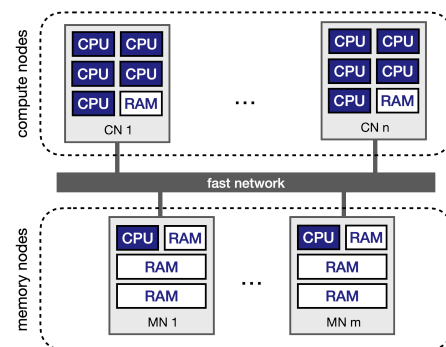 compute nodes
CPU CPU
CPU CPU
CPU RAM
CN 1
...
CPU CPU
CPU CPU
CPU RAM
CN n
fast network
memory nodes
CPU RAM
RAM
RAM
MN 1
...
CPU RAM
RAM
RAM
MN m